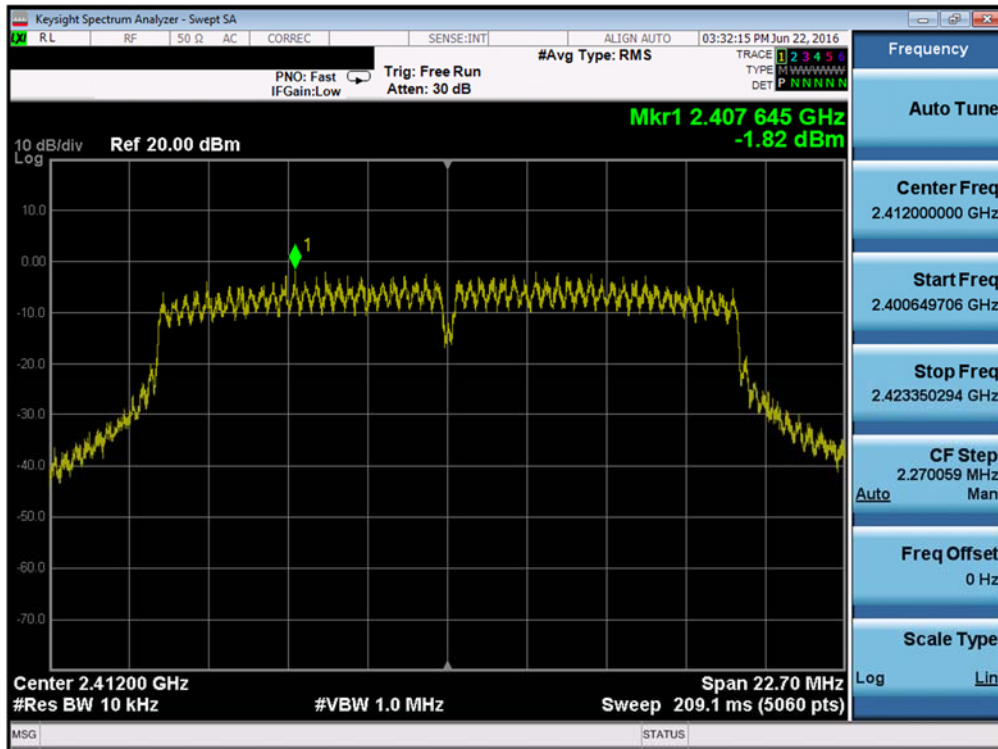 Keysight Spectrum Analyzer - Swept SA
LXI RL RF 50 Ω AC CORREC SENSE:INT ALIGN AUTO 03:32:15 PM Jun 22, 2016
#Avg Type: RMS
TRACE 1 2 3 4 5 6
PNO: Fast Trig: Free Run
TYPE M WWWWW
IFGain:Low Atten: 30 dB
DET P N N N N N
Mkr1 2.407 645 GHz
-1.82 dBm
10 dB/div Ref 20.00 dBm
Log
10.0
0.00
-10.0
-20.0
-30.0
-40.0
-50.0
-60.0
-70.0
1
Center 2.41200 GHz Span 22.70 MHz
#Res BW 10 kHz #VBW 1.0 MHz Sweep 209.1 ms (5060 pts)
MSG STATUS
Frequency
Auto Tune
Center Freq
2.412000000 GHz
Start Freq
2.400649706 GHz
Stop Freq
2.423350294 GHz
CF Step
2.270059 MHz
Auto Man
Freq Offset
0 Hz
Scale Type
Log Lin